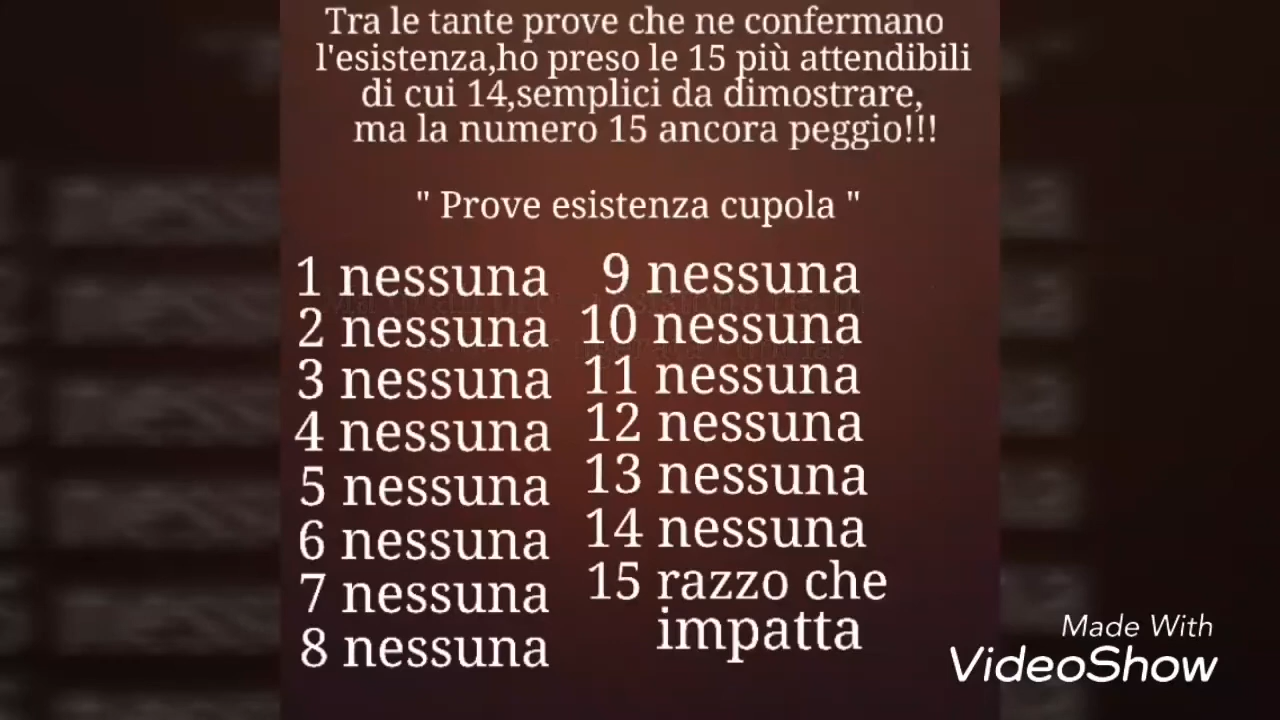 Tra le tante prove che ne confermano
l'esistenza,ho preso le 15 più attendibili
di cui 14,semplici da dimostrare,
ma la numero 15 ancora peggio!!!
" Prove esistenza cupola "
1 nessuna
2 nessuna
3 nessuna
4 nessuna
5 nessuna
6 nessuna
7 nessuna
8 nessuna
9 nessuna
10 nessuna
11 nessuna
12 nessuna
13 nessuna
14 nessuna
15 razzo che
impatta
Made With
VideoShow